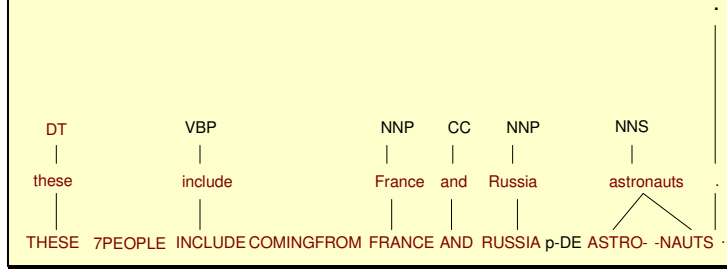 .
DT VBP NNP CC NNP NNS
these include France and Russia astronauts .
THESE 7PEOPLE INCLUDE COMINGFROM FRANCE AND RUSSIA p-DE ASTRO- -NAUTS .